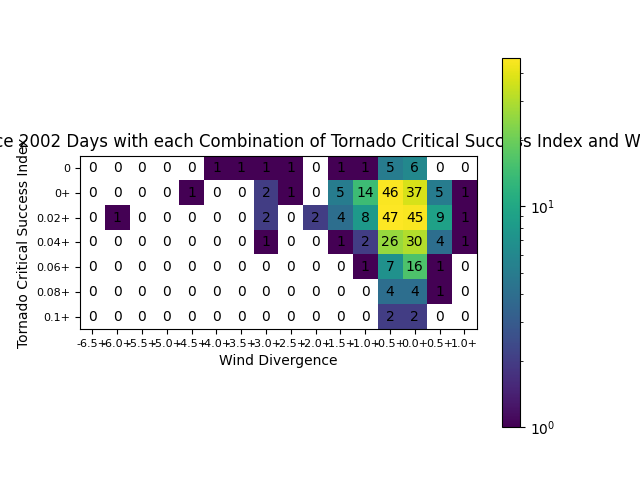 ce 2002 Days with each Combination of Tornado Critical Success Index and W
Tornado Critical Success Index
0 0 0 0 0 0 1 1 1 1 0 1 1 5 6 0 0
0+ 0 0 0 0 1 0 0 2 1 0 5 14 46 37 5 1
0.02+ 0 1 0 0 0 0 0 2 0 2 4 8 47 45 9 1
0.04+ 0 0 0 0 0 0 0 1 0 0 1 2 26 30 4 1
0.06+ 0 0 0 0 0 0 0 0 0 0 0 1 7 16 1 0
0.08+ 0 0 0 0 0 0 0 0 0 0 0 0 4 4 1 0
0.1+ 0 0 0 0 0 0 0 0 0 0 0 0 2 2 0 0
-6.5+ -6.0+ -5.5+ -5.0+ -4.5+ -4.0+ -3.5+ -3.0+ -2.5+ -2.0+ -1.5+ -1.0+ -0.5+ 0.0+ 0.5+ 1.0+
Wind Divergence
10^1
10^0